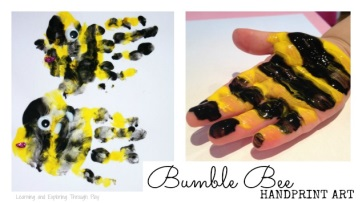 Learning and Exploring Through Play
Bumble Bee
HANDPRINT ART